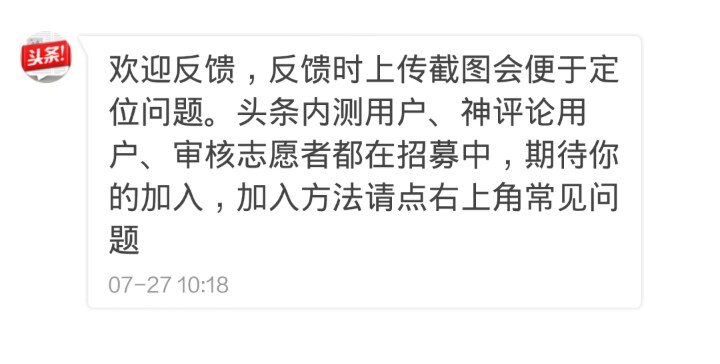 头条!
欢迎反馈，反馈时上传截图会便于定
位问题。头条内测用户、神评论用
户、审核志愿者都在招募中，期待你
的加入，加入方法请点右上角常见问
题
07-27 10:18